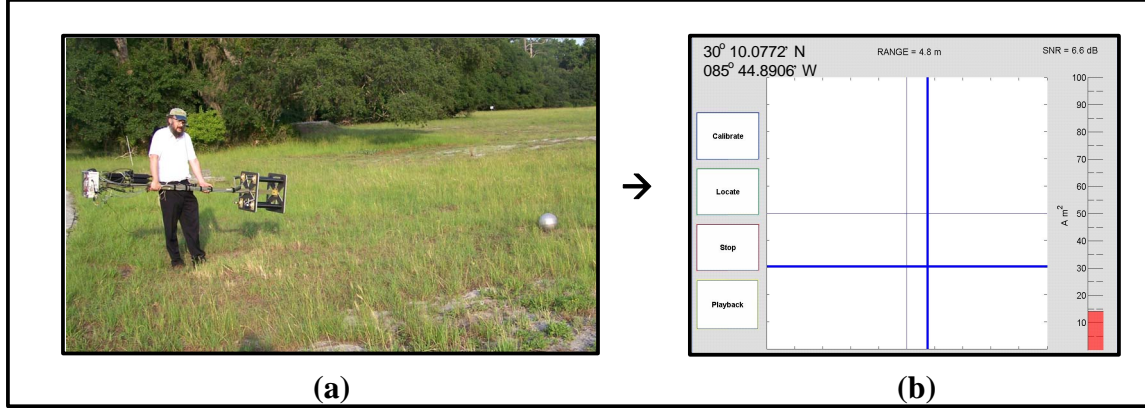 30° 10.0772' N
085° 44.8906' W
RANGE = 4.8 m
SNR = 6.6 dB
Calibrate
Locate
Stop
Playback
100
90
80
70
60
50
40
30
20
10
A m²
→
(a)
(b)